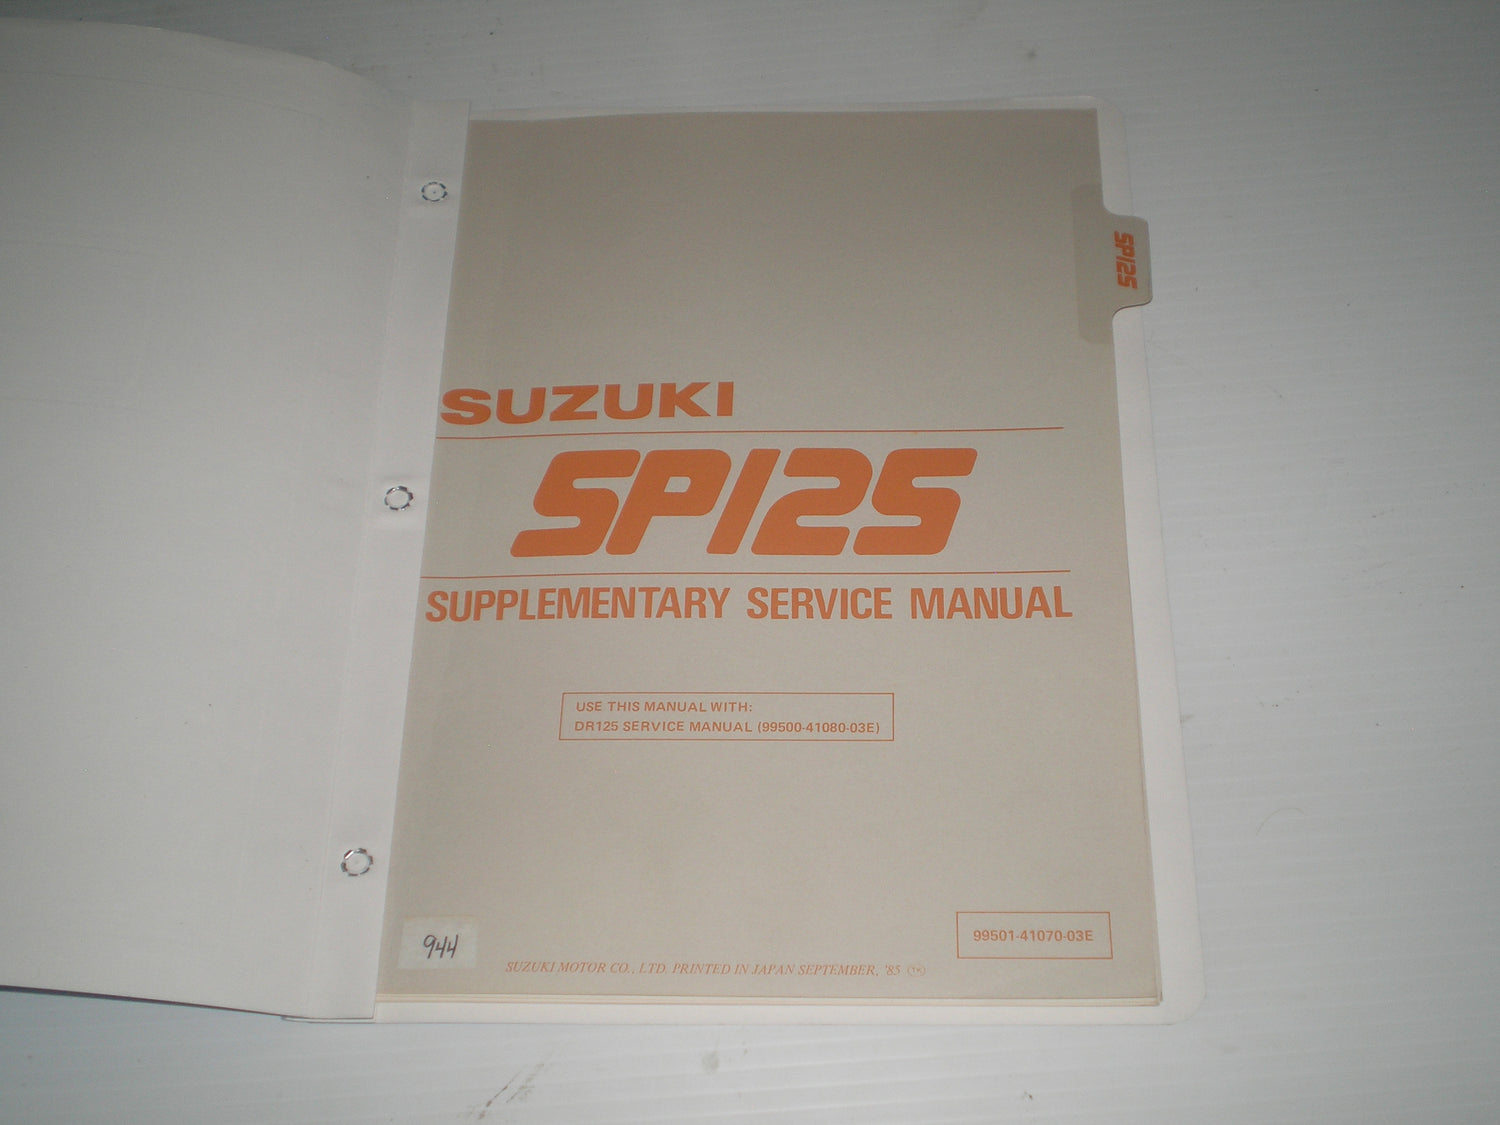 SP125
SUZUKI
SP125
SUPPLEMENTARY SERVICE MANUAL
USE THIS MANUAL WITH:
DR125 SERVICE MANUAL (99500-41080-03E)
99501-41070-03E
944
SUZUKI MOTOR CO., LTD. PRINTED IN JAPAN SEPTEMBER, '85 TK